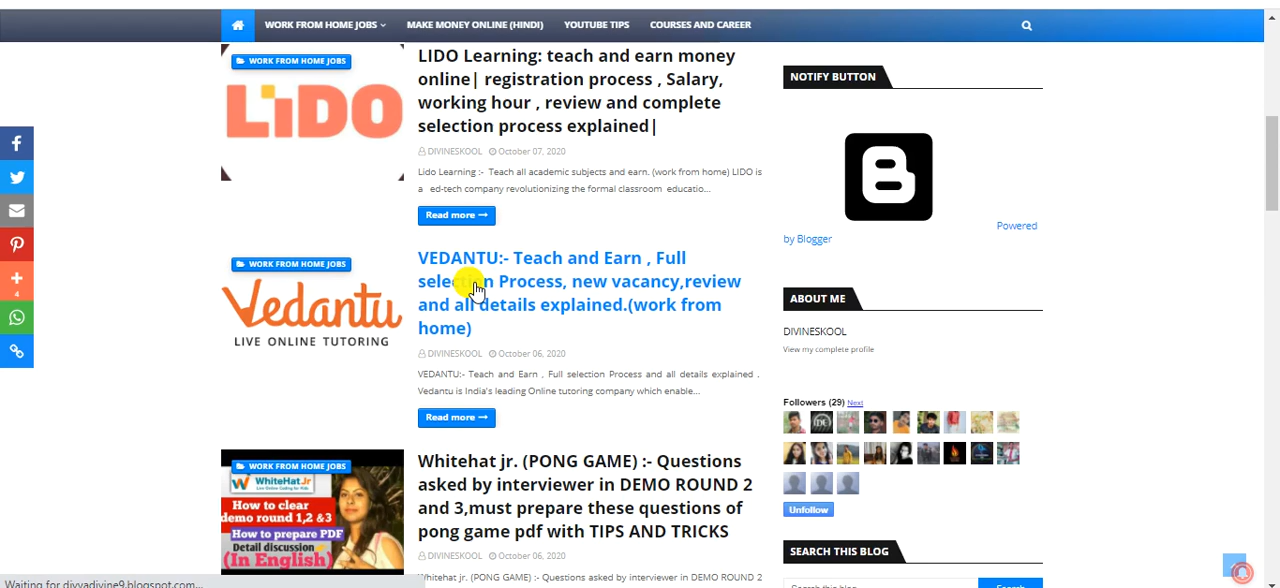 WORK FROM HOME JOBS
MAKE MONEY ONLINE (HINDI)
YOUTUBE TIPS
COURSES AND CAREER
WORK FROM HOME JOBS
LiDO
LIDO Learning: teach and earn money
online| registration process , Salary,
working hour , review and complete
selection process explained|
DIVINESKOOL October 07, 2020
Lido Learning :- Teach all academic subjects and earn. (work from home) LIDO is
a ed-tech company revolutionizing the formal classroom educatio...
Read more →
WORK FROM HOME JOBS
Vedantu
LIVE ONLINE TUTORING
VEDANTU:- Teach and Earn , Full
selection Process, new vacancy,review
and all details explained.(work from
home)
DIVINESKOOL October 06, 2020
VEDANTU:- Teach and Earn , Full selection Process and all details explained .
Vedantu is India's leading Online tutoring company which enable...
Read more →
WORK FROM HOME JOBS
WhiteHat Jr
Live Online Coding for Kids
How to clear
demo round 1,2 &3
How to prepare PDF
Detail discussion
(In English)
Whitehat jr. (PONG GAME) :- Questions
asked by interviewer in DEMO ROUND 2
and 3,must prepare these questions of
pong game pdf with TIPS AND TRICKS
DIVINESKOOL October 06, 2020
Whitehat jr. (PONG GAME) :- Questions asked by interviewer in DEMO ROUND 2
4
NOTIFY BUTTON
Powered
by Blogger
ABOUT ME
DIVINESKOOL
View my complete profile
Followers (29) Next
Unfollow
SEARCH THIS BLOG
Search this blog
Search
Waiting for divyadivine9.blogspot.com...